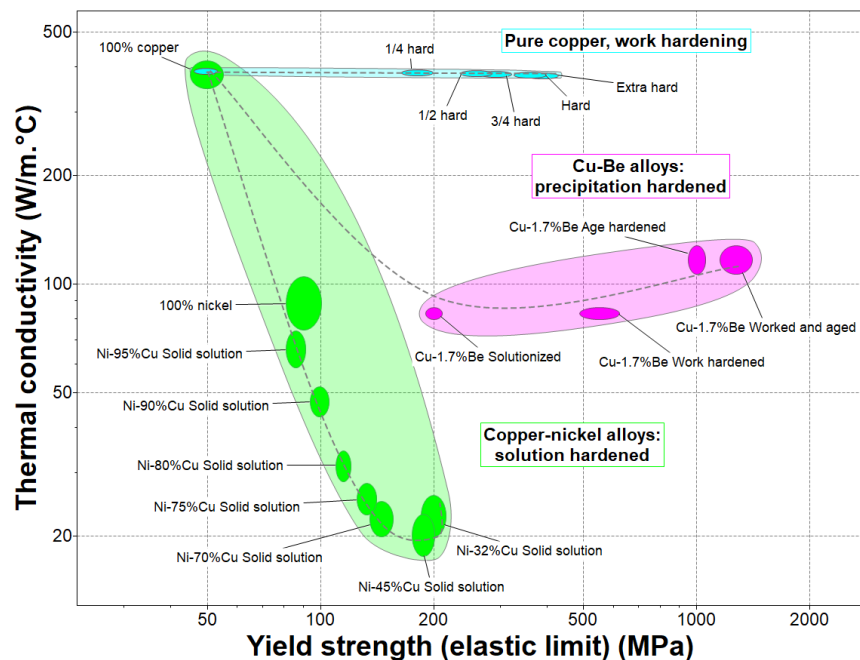 500
100% copper
1/4 hard
Pure copper, work hardening
1/2 hard
3/4 hard
Hard
Extra hard
Thermal conductivity (W/m.°C)
200
Cu-Be alloys:
precipitation hardened
Cu-1.7%Be Age hardened
100
100% nickel
Cu-1.7%Be Solutionized
Cu-1.7%Be Worked and aged
Cu-1.7%Be Work hardened
Ni-95%Cu Solid solution
50
Ni-90%Cu Solid solution
Copper-nickel alloys:
solution hardened
Ni-80%Cu Solid solution
Ni-75%Cu Solid solution
20
Ni-70%Cu Solid solution
Ni-32%Cu Solid solution
Ni-45%Cu Solid solution
50
100
200
500
1000
2000
Yield strength (elastic limit) (MPa)